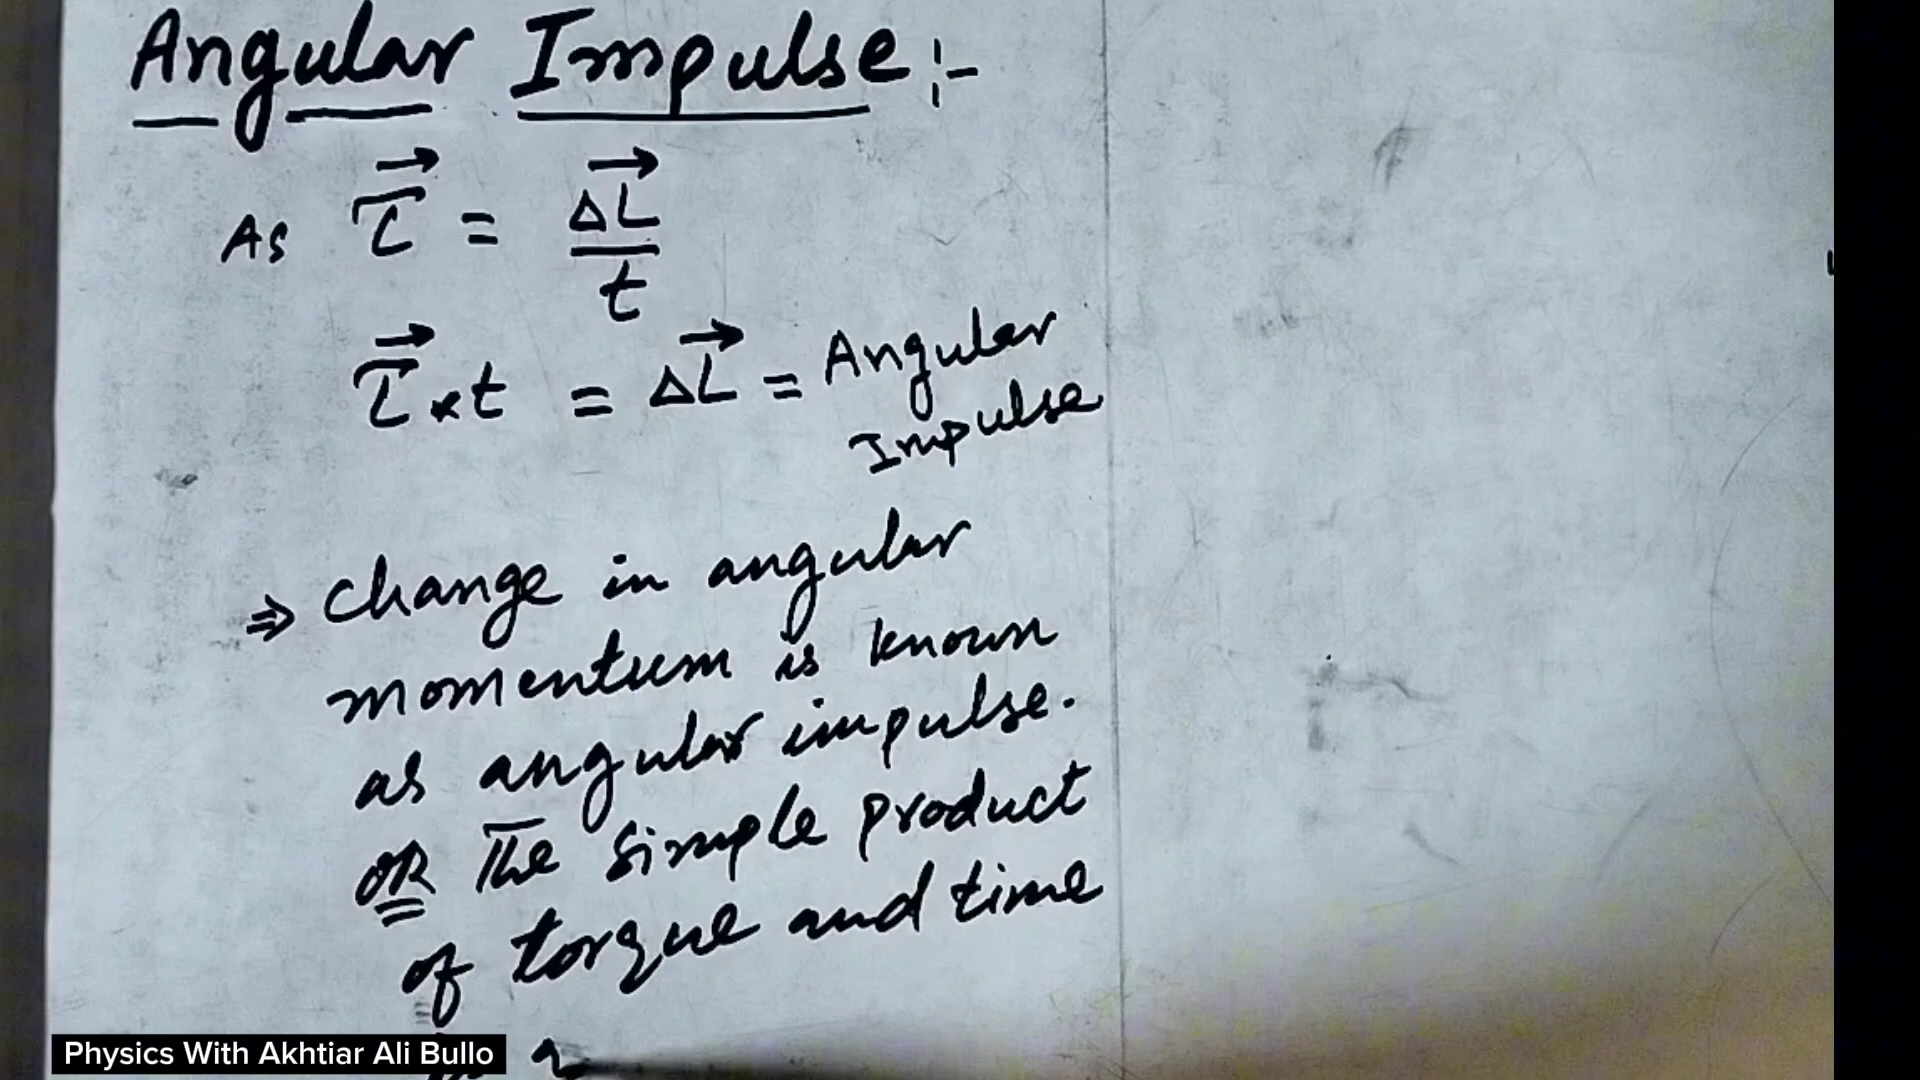 Angular Impulse:-
As τ⃗ = ΔL⃗ / t
τ⃗ × t = ΔL⃗ = Angular Impulse
⇒ Change in angular
momentum is known
as angular impulse.
OR The simple product
of torque and time
Physics With Akhtiar Ali Bullo